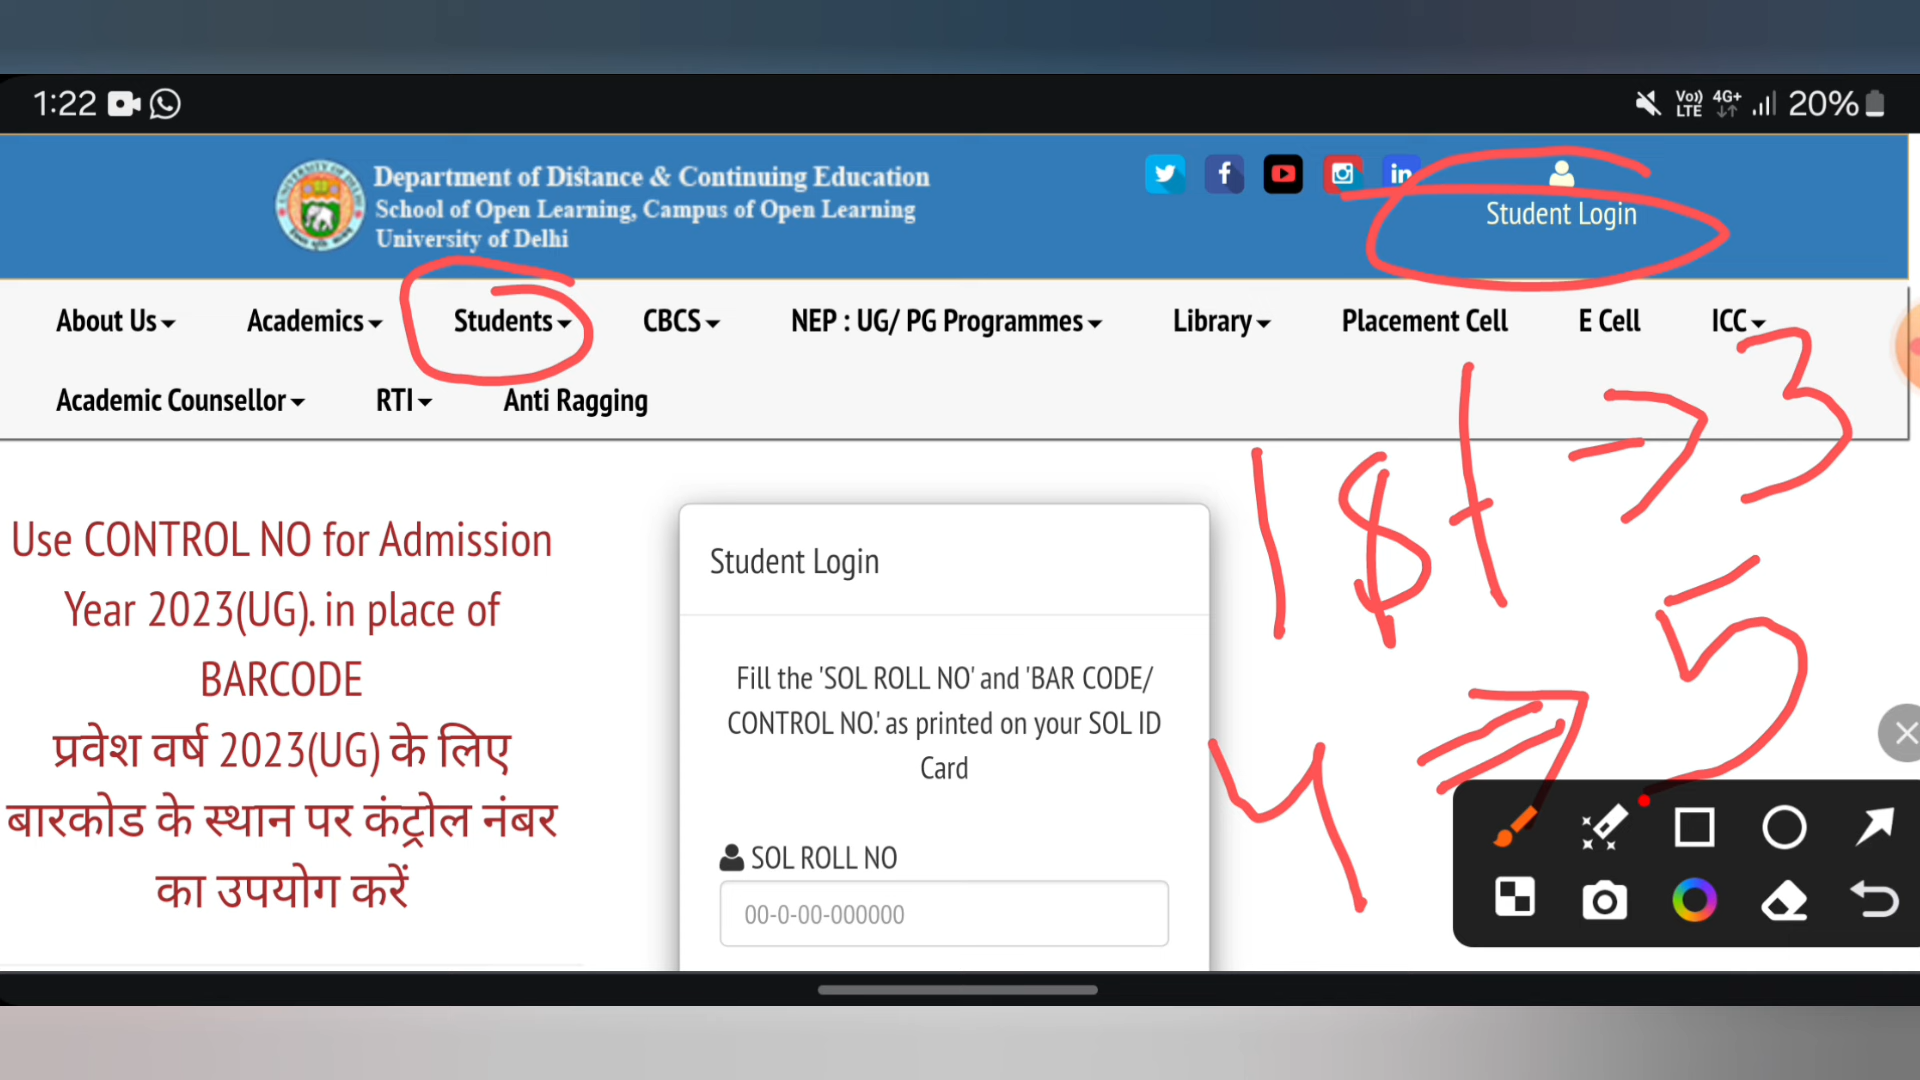 1:22
Vo)) LTE 4G+ 20%
Department of Distance & Continuing Education
School of Open Learning, Campus of Open Learning
University of Delhi
Student Login
About Us Academics Students CBCS NEP : UG/ PG Programmes Library Placement Cell E Cell ICC
Academic Counsellor RTI Anti Ragging
Use CONTROL NO for Admission
Year 2023(UG). in place of
BARCODE
प्रवेश वर्ष 2023(UG) के लिए
बारकोड के स्थान पर कंट्रोल नंबर
का उपयोग करें
Student Login
Fill the 'SOL ROLL NO' and 'BAR CODE/
CONTROL NO.' as printed on your SOL ID
Card
SOL ROLL NO
00-0-00-000000
1st → 3
4 ⇒ 5